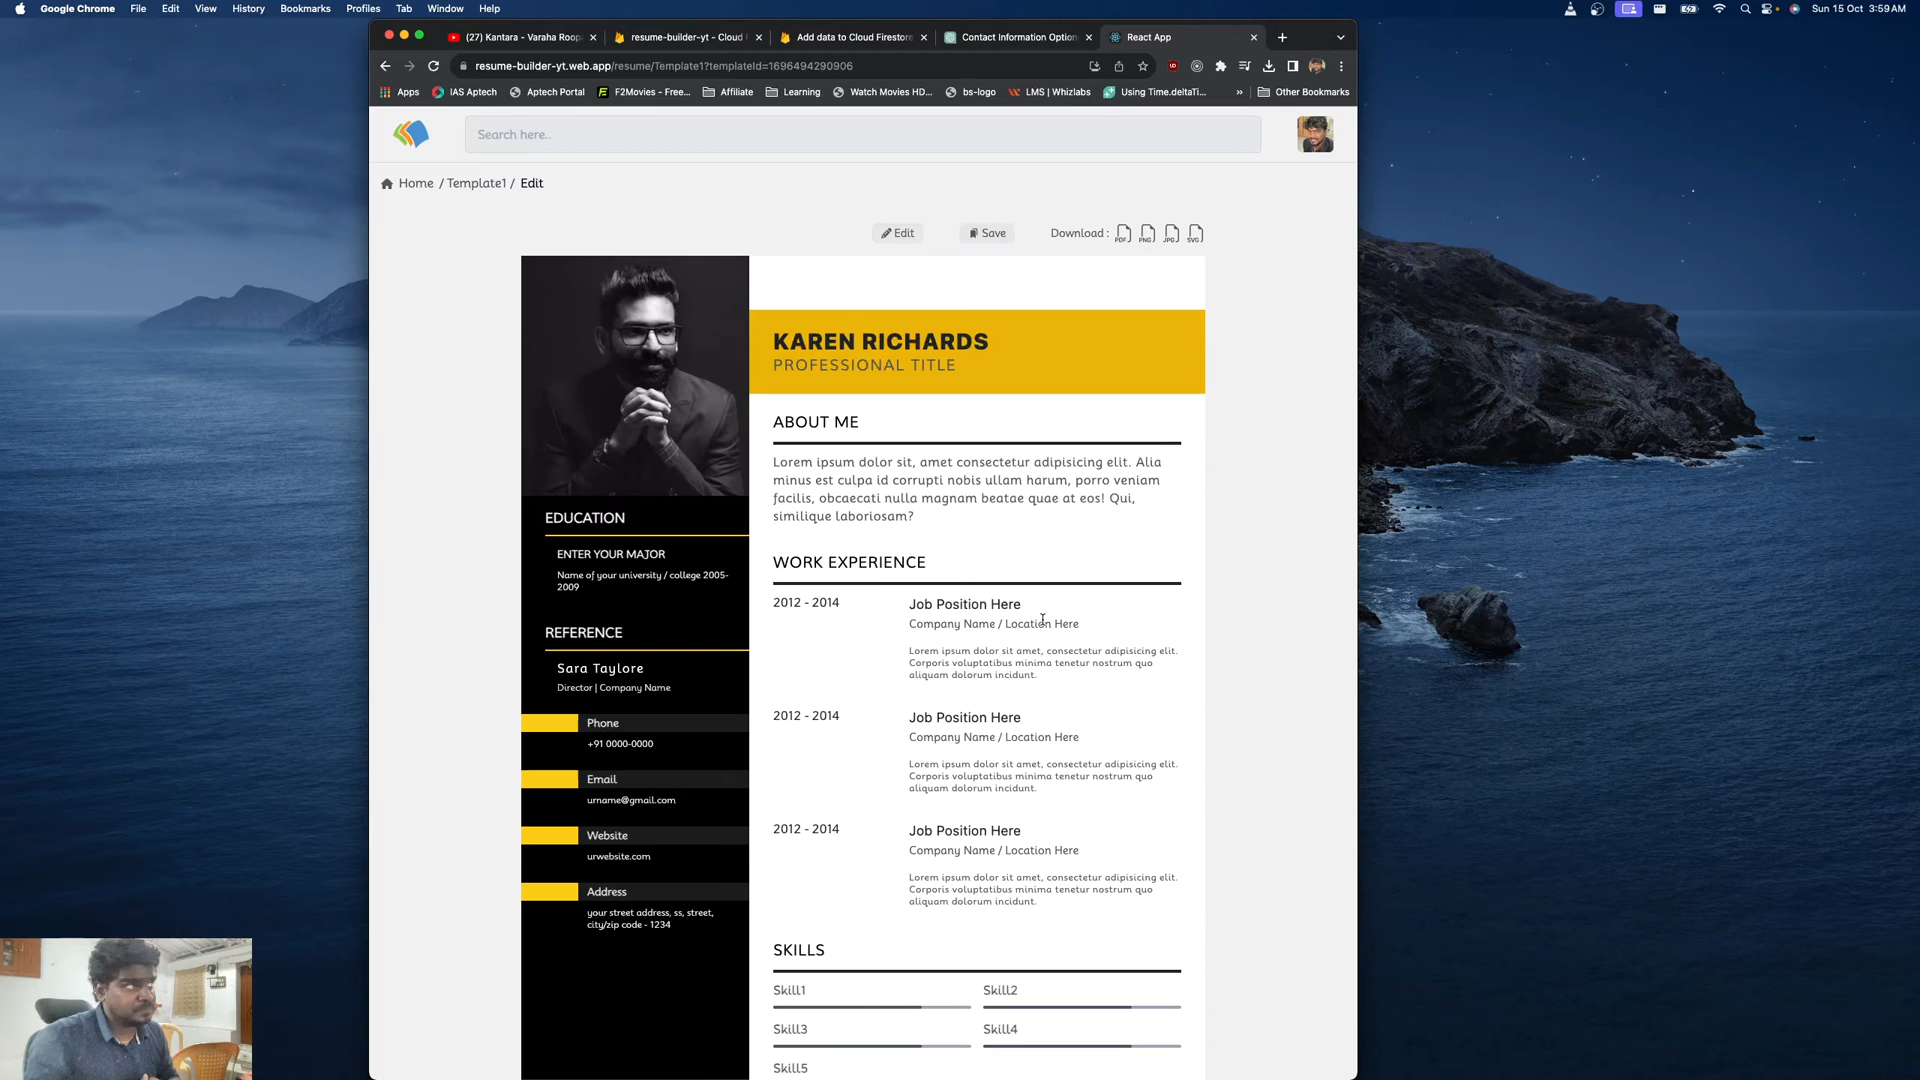 Google Chrome File Edit View History Bookmarks Profiles Tab Window Help Sun 15 Oct 3:59 AM
(27) Kantara - Varaha Roop resume-builder-yt - Cloud F Add data to Cloud Firestore Contact Information Option React App
resume-builder-yt.web.app/resume/Template1?templateId=1696494290906
Apps IAS Aptech Aptech Portal F2Movies - Free... Affiliate Learning Watch Movies HD... bs-logo LMS | Whizlabs Using Time.deltaTi... » Other Bookmarks
Search here..
Home / Template1 / Edit
Edit Save Download : PDF PNG JPG SVG
KAREN RICHARDS
PROFESSIONAL TITLE
ABOUT ME
Lorem ipsum dolor sit, amet consectetur adipisicing elit. Alia
minus est culpa id corrupti nobis ullam harum, porro veniam
facilis, obcaecati nulla magnam beatae quae at eos! Qui,
similique laboriosam?
EDUCATION
ENTER YOUR MAJOR
Name of your university / college 2005-
2009
REFERENCE
Sara Taylore
Director | Company Name
Phone
+91 0000-0000
Email
urname@gmail.com
Website
urwebsite.com
Address
your street address, ss, street,
city/zip code - 1234
WORK EXPERIENCE
2012 - 2014 Job Position Here
Company Name / Location Here
Lorem ipsum dolor sit amet, consectetur adipisicing elit.
Corporis voluptatibus minima tenetur nostrum quo
aliquam dolorum incidunt.
2012 - 2014 Job Position Here
Company Name / Location Here
Lorem ipsum dolor sit amet, consectetur adipisicing elit.
Corporis voluptatibus minima tenetur nostrum quo
aliquam dolorum incidunt.
2012 - 2014 Job Position Here
Company Name / Location Here
Lorem ipsum dolor sit amet, consectetur adipisicing elit.
Corporis voluptatibus minima tenetur nostrum quo
aliquam dolorum incidunt.
SKILLS
Skill1 Skill2
Skill3 Skill4
Skill5